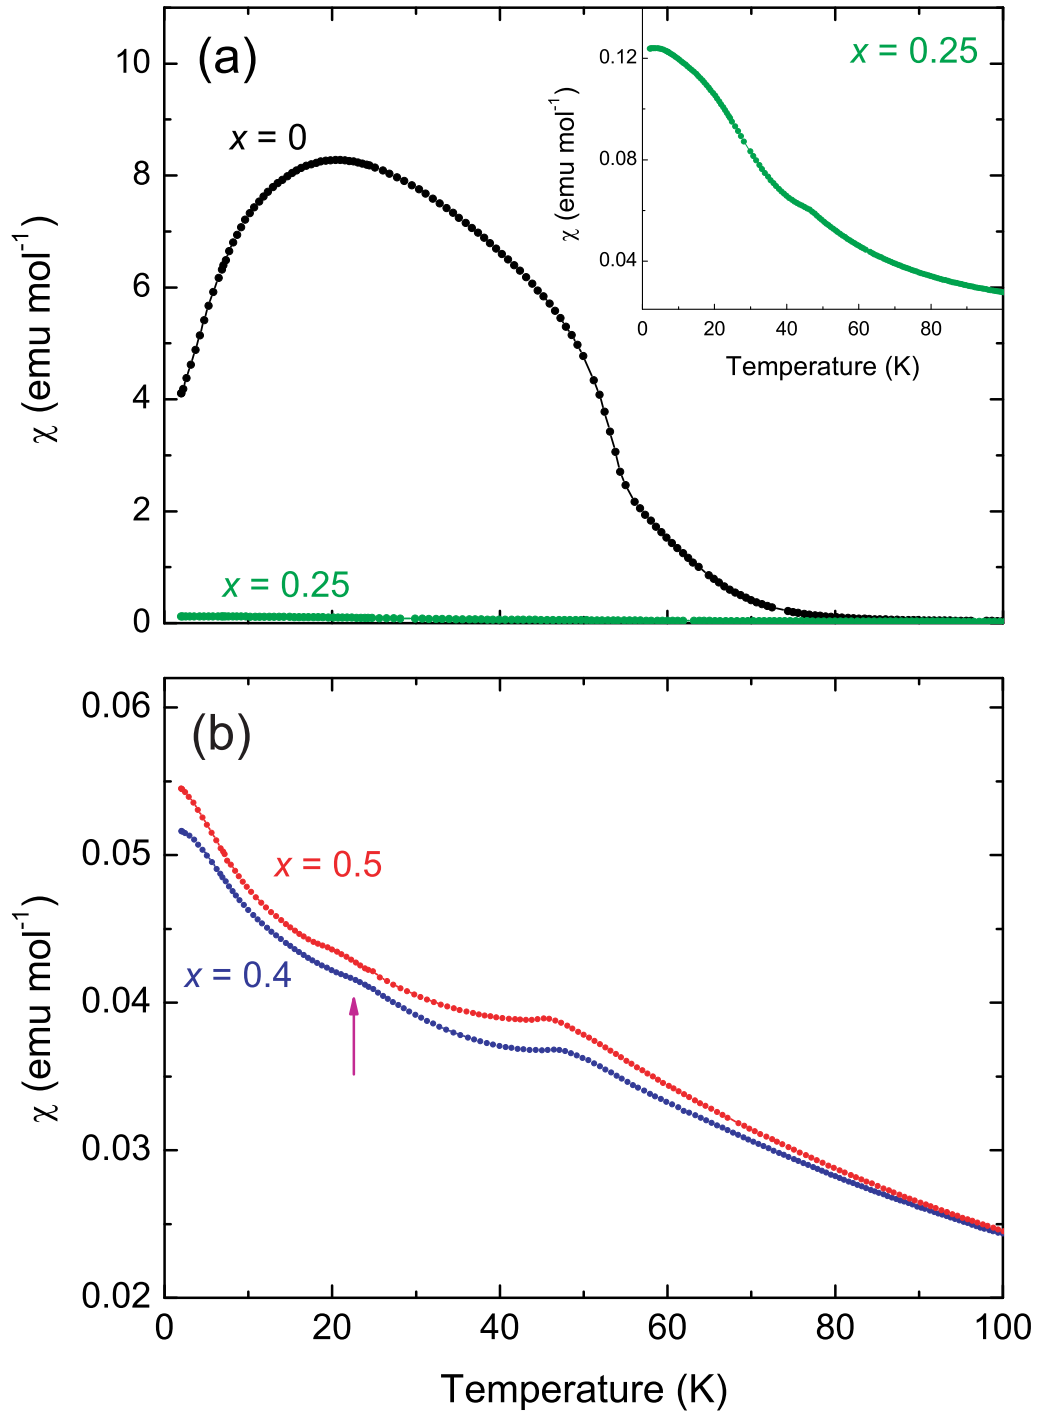 (a)
x = 0
x = 0.25
χ (emu mol⁻¹)
10
8
6
4
2
0
x = 0.25
χ (emu mol⁻¹)
0.12
0.08
0.04
0 20 40 60 80
Temperature (K)
(b)
x = 0.5
x = 0.4
χ (emu mol⁻¹)
0.06
0.05
0.04
0.03
0.02
0 20 40 60 80 100
Temperature (K)